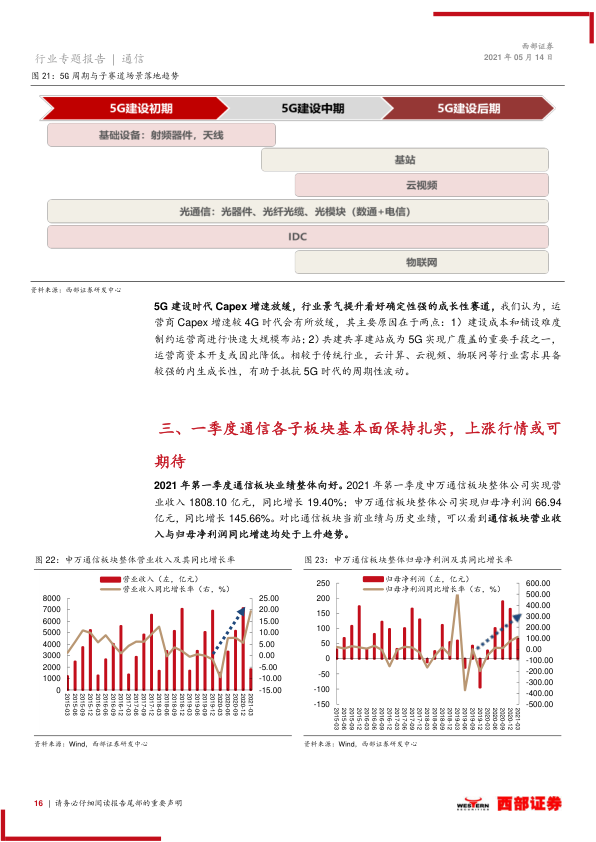 西部证券
行业专题报告 | 通信
2021 年 05 月 14 日
图 21：5G 周期与子赛道场景落地趋势
5G建设初期
5G建设中期
5G建设后期
基础设备：射频器件，天线
基站
云视频
光通信：光器件、光纤光缆、光模块（数通+电信）
IDC
物联网
资料来源：西部证券研发中心
5G 建设时代 Capex 增速放缓，行业景气提升看好确定性强的成长性赛道，我们认为，运
营商 Capex 增速较 4G 时代会有所放缓，其主要原因在于两点：1）建设成本和铺设难度
制约运营商进行快速大规模布站；2）共建共享建站成为 5G 实现广覆盖的重要手段之一，
运营商资本开支或因此降低。相较于传统行业，云计算、云视频、物联网等行业需求具备
较强的内生成长性，有助于抵抗 5G 时代的周期性波动。
三、一季度通信各子板块基本面保持扎实，上涨行情或可
期待
2021 年第一季度通信板块业绩整体向好。2021 年第一季度申万通信板块整体公司实现营
业收入 1808.10 亿元，同比增长 19.40%；申万通信板块整体公司实现归母净利润 66.94
亿元，同比增长 145.66%。对比通信板块当前业绩与历史业绩，可以看到通信板块营业收
入与归母净利润同比增速均处于上升趋势。
图 22：申万通信板块整体营业收入及其同比增长率
营业收入（左，亿元）
营业收入同比增长率（右，%）
8000
7000
6000
5000
4000
3000
2000
1000
0
25.00
20.00
15.00
10.00
5.00
0.00
-5.00
-10.00
-15.00
2015-03
2015-06
2015-09
2015-12
2016-03
2016-06
2016-09
2016-12
2017-03
2017-06
2017-09
2017-12
2018-03
2018-06
2018-09
2018-12
2019-03
2019-06
2019-09
2019-12
2020-03
2020-06
2020-09
2020-12
2021-03
资料来源：Wind，西部证券研发中心
图 23：申万通信板块整体归母净利润及其同比增长率
归母净利润（左，亿元）
归母净利润同比增长率（右，%）
250
200
150
100
50
0
-50
-100
-150
600.00
500.00
400.00
300.00
200.00
100.00
0.00
-100.00
-200.00
-300.00
-400.00
-500.00
2015-03
2015-06
2015-09
2015-12
2016-03
2016-06
2016-09
2016-12
2017-03
2017-06
2017-09
2017-12
2018-03
2018-06
2018-09
2018-12
2019-03
2019-06
2019-09
2019-12
2020-03
2020-06
2020-09
2020-12
2021-03
资料来源：Wind，西部证券研发中心
16 | 请务必仔细阅读报告尾部的重要声明
WESTERN
SECURITIES
西部证券